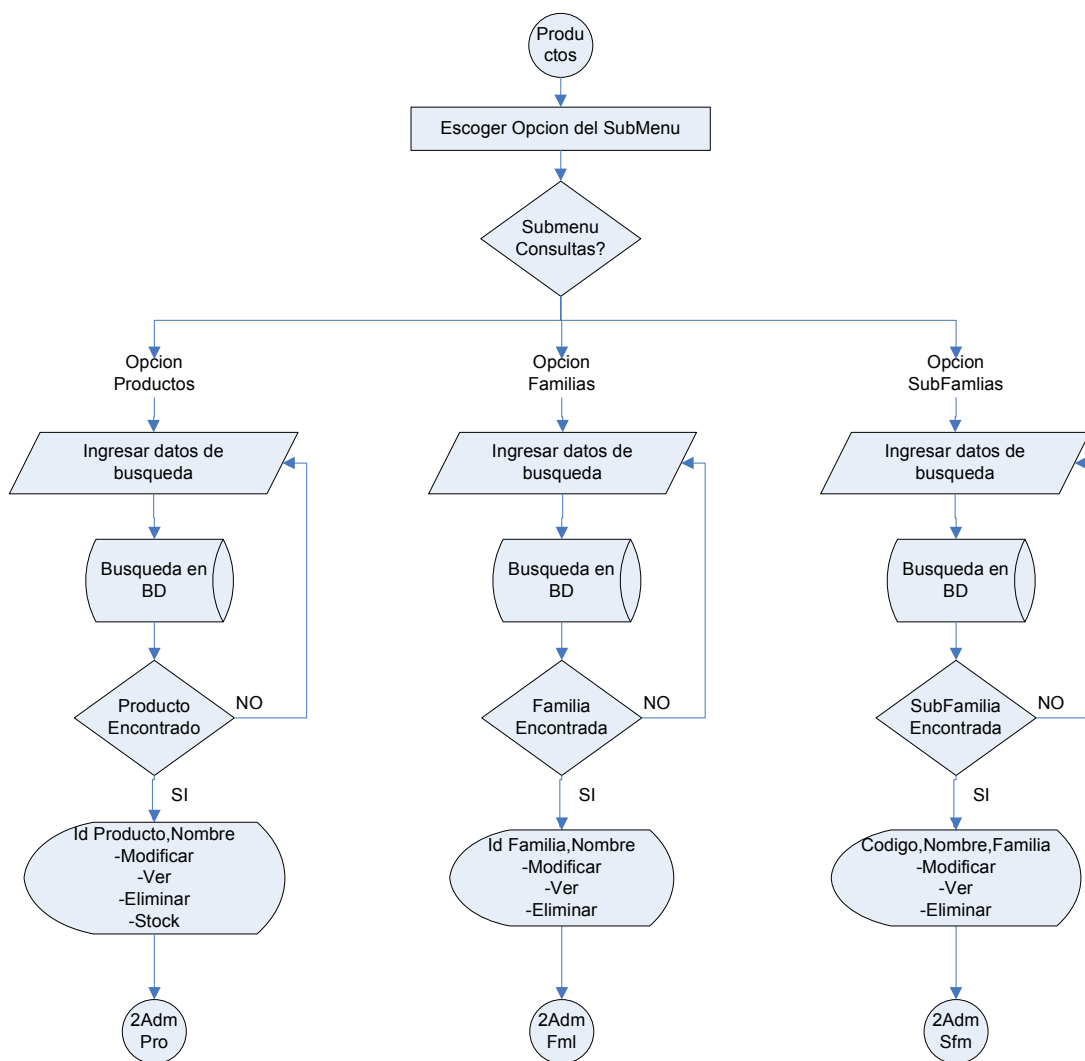 Produ
ctos
Escoger Opcion del SubMenu
Submenu
Consultas?
Opcion
Productos
Ingresar datos de
busqueda
Busqueda en
BD
Producto
Encontrado
NO
SI
Id Producto,Nombre
-Modificar
-Ver
-Eliminar
-Stock
2Adm
Pro
Opcion
Familias
Ingresar datos de
busqueda
Busqueda en
BD
Familia
Encontrada
NO
SI
Id Familia,Nombre
-Modificar
-Ver
-Eliminar
2Adm
Fml
Opcion
SubFamlias
Ingresar datos de
busqueda
Busqueda en
BD
SubFamilia
Encontrada
NO
SI
Codigo,Nombre,Familia
-Modificar
-Ver
-Eliminar
2Adm
Sfm